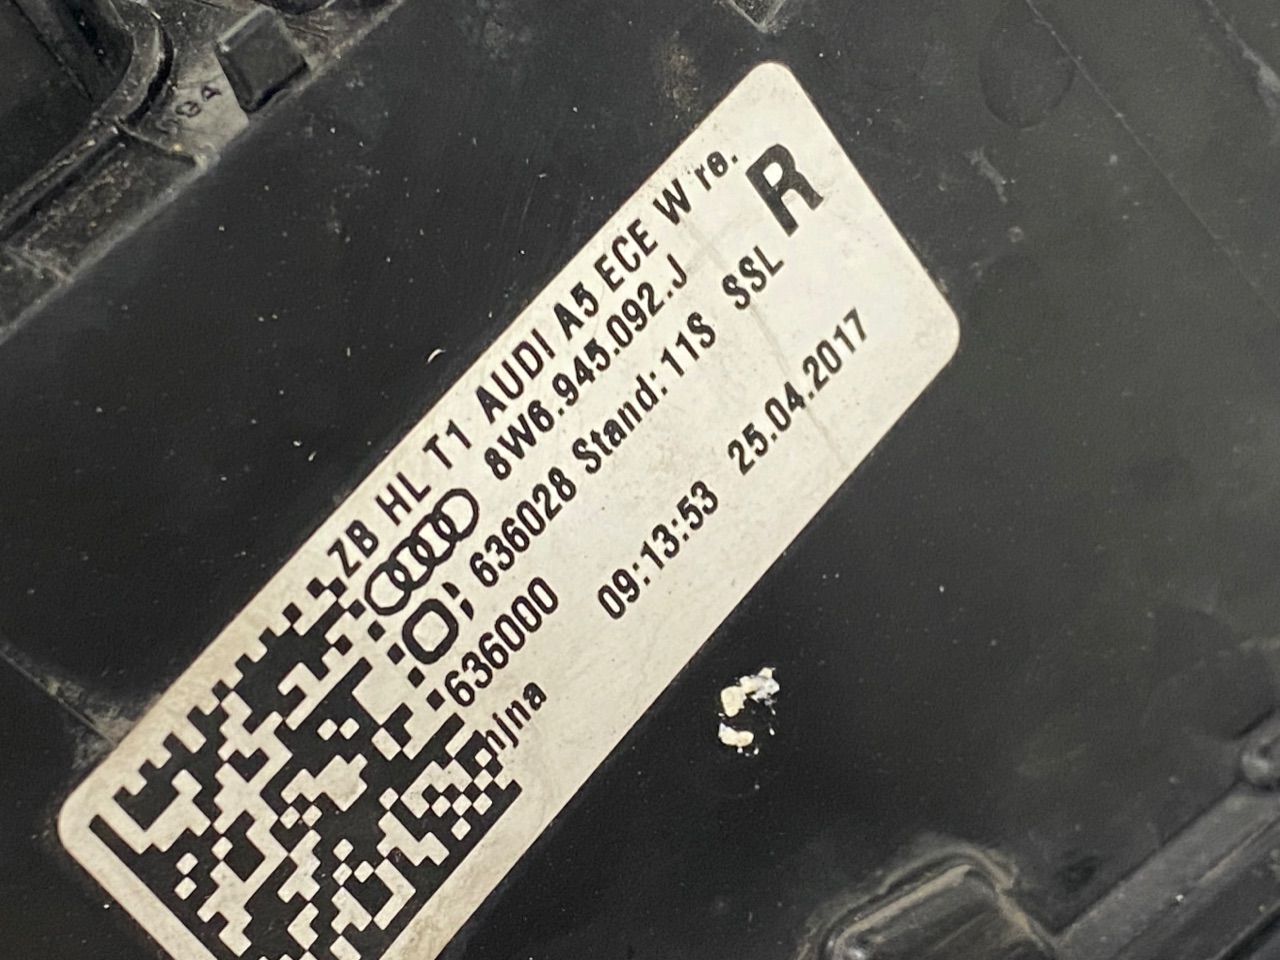 94
ZB HL T1 AUDI A5 ECE W re.
8W6.945.092.J
R
636028 Stand:11S SSL
636000 09:13:53 25.04.2017